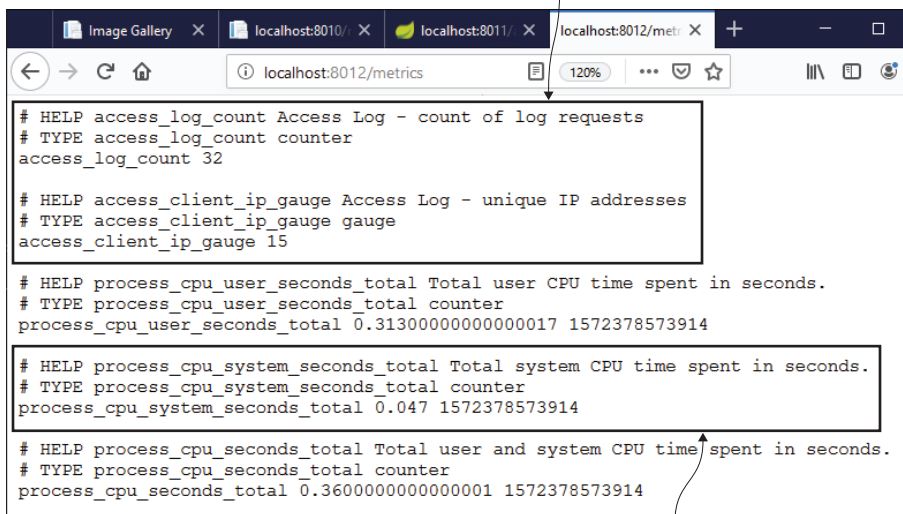 Image Gallery
localhost:8010/
localhost:8011/
localhost:8012/metr
localhost:8012/metrics
120%
# HELP access_log_count Access Log - count of log requests
# TYPE access_log_count counter
access_log_count 32
# HELP access_client_ip_gauge Access Log - unique IP addresses
# TYPE access_client_ip_gauge gauge
access_client_ip_gauge 15
# HELP process_cpu_user_seconds_total Total user CPU time spent in seconds.
# TYPE process_cpu_user_seconds_total counter
process_cpu_user_seconds_total 0.31300000000000017 1572378573914
# HELP process_cpu_system_seconds_total Total system CPU time spent in seconds.
# TYPE process_cpu_system_seconds_total counter
process_cpu_system_seconds_total 0.047 1572378573914
# HELP process_cpu_seconds_total Total user and system CPU time spent in seconds.
# TYPE process_cpu_seconds_total counter
process_cpu_seconds_total 0.3600000000000001 1572378573914